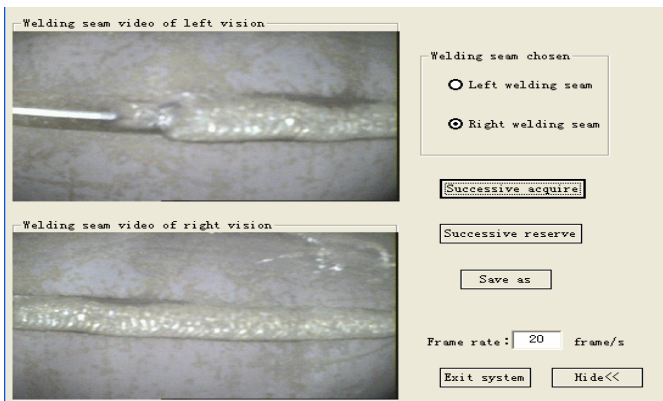 Welding seam video of left vision
Welding seam chosen
Left welding seam
Right welding seam
Successive acquire
Welding seam video of right vision
Successive reserve
Save as
Frame rate: 20 frame/s
Exit system
Hide<<